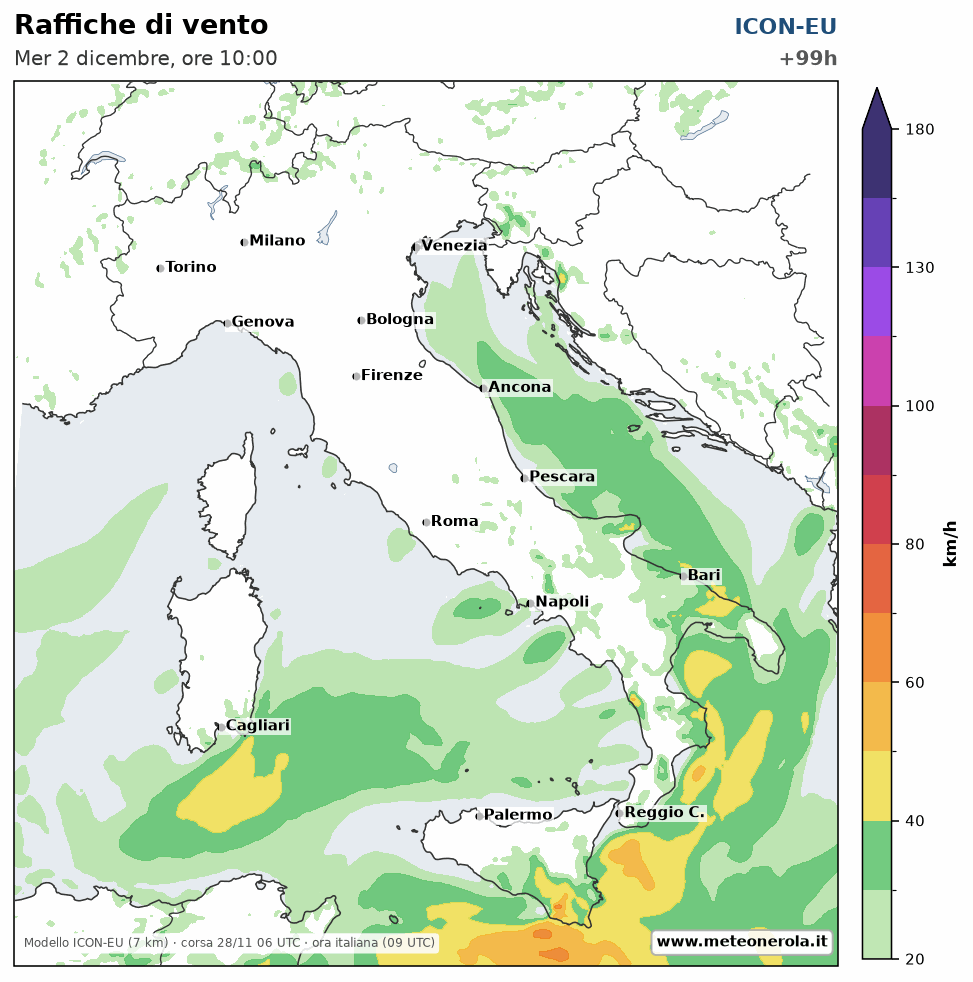 Raffiche di vento
ICON-EU
Mer 2 dicembre, ore 10:00
+99h
180
130
100
80
60
40
20
km/h
Milano
Venezia
Torino
Genova
Bologna
Firenze
Ancona
Pescara
Roma
Bari
Napoli
Cagliari
Palermo
Reggio C.
Modello ICON-EU (7 km) · corsa 28/11 06 UTC · ora italiana (09 UTC)
www.meteonerola.it